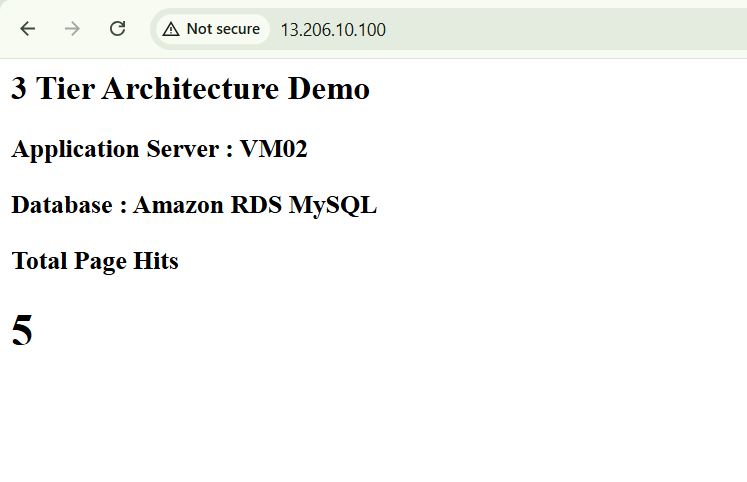 Not secure 13.206.10.100
3 Tier Architecture Demo
Application Server : VM02
Database : Amazon RDS MySQL
Total Page Hits
5